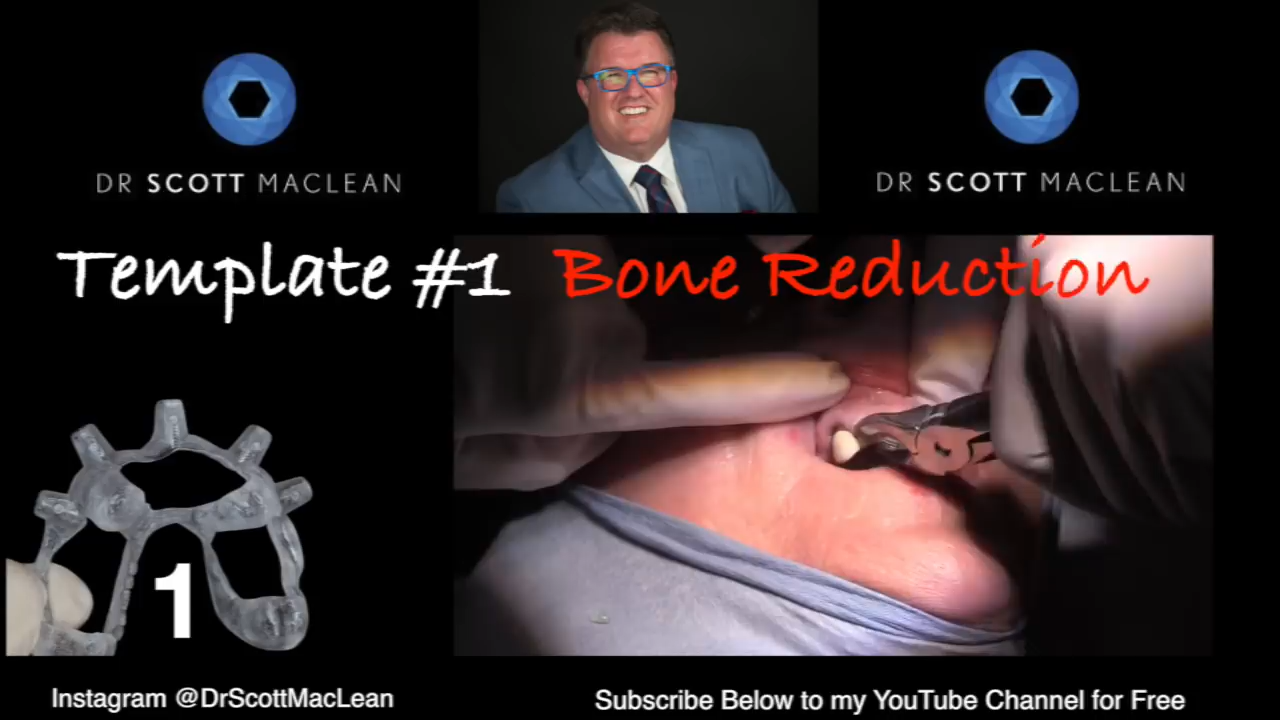 DR SCOTT MACLEAN
DR SCOTT MACLEAN
Template #1 Bone Reduction
1
Instagram @DrScottMacLean
Subscribe Below to my YouTube Channel for Free